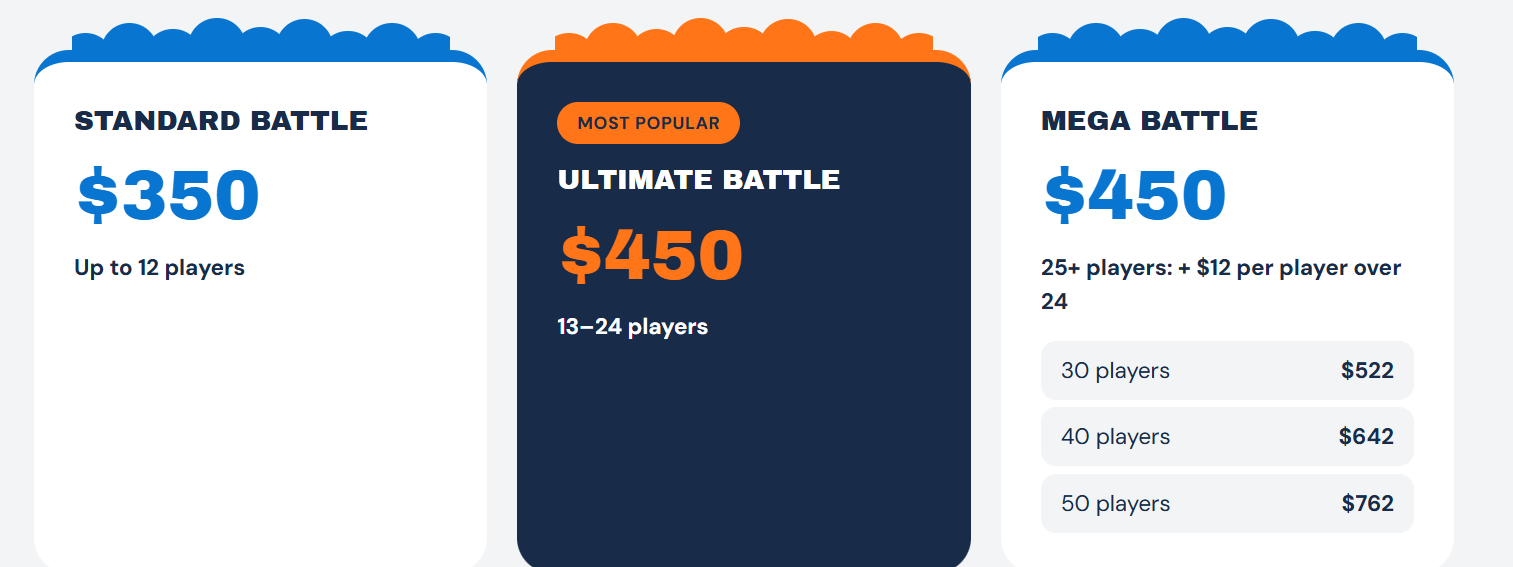 STANDARD BATTLE
$350
Up to 12 players
MOST POPULAR
ULTIMATE BATTLE
$450
13–24 players
MEGA BATTLE
$450
25+ players: + $12 per player over
24
30 players $522
40 players $642
50 players $762